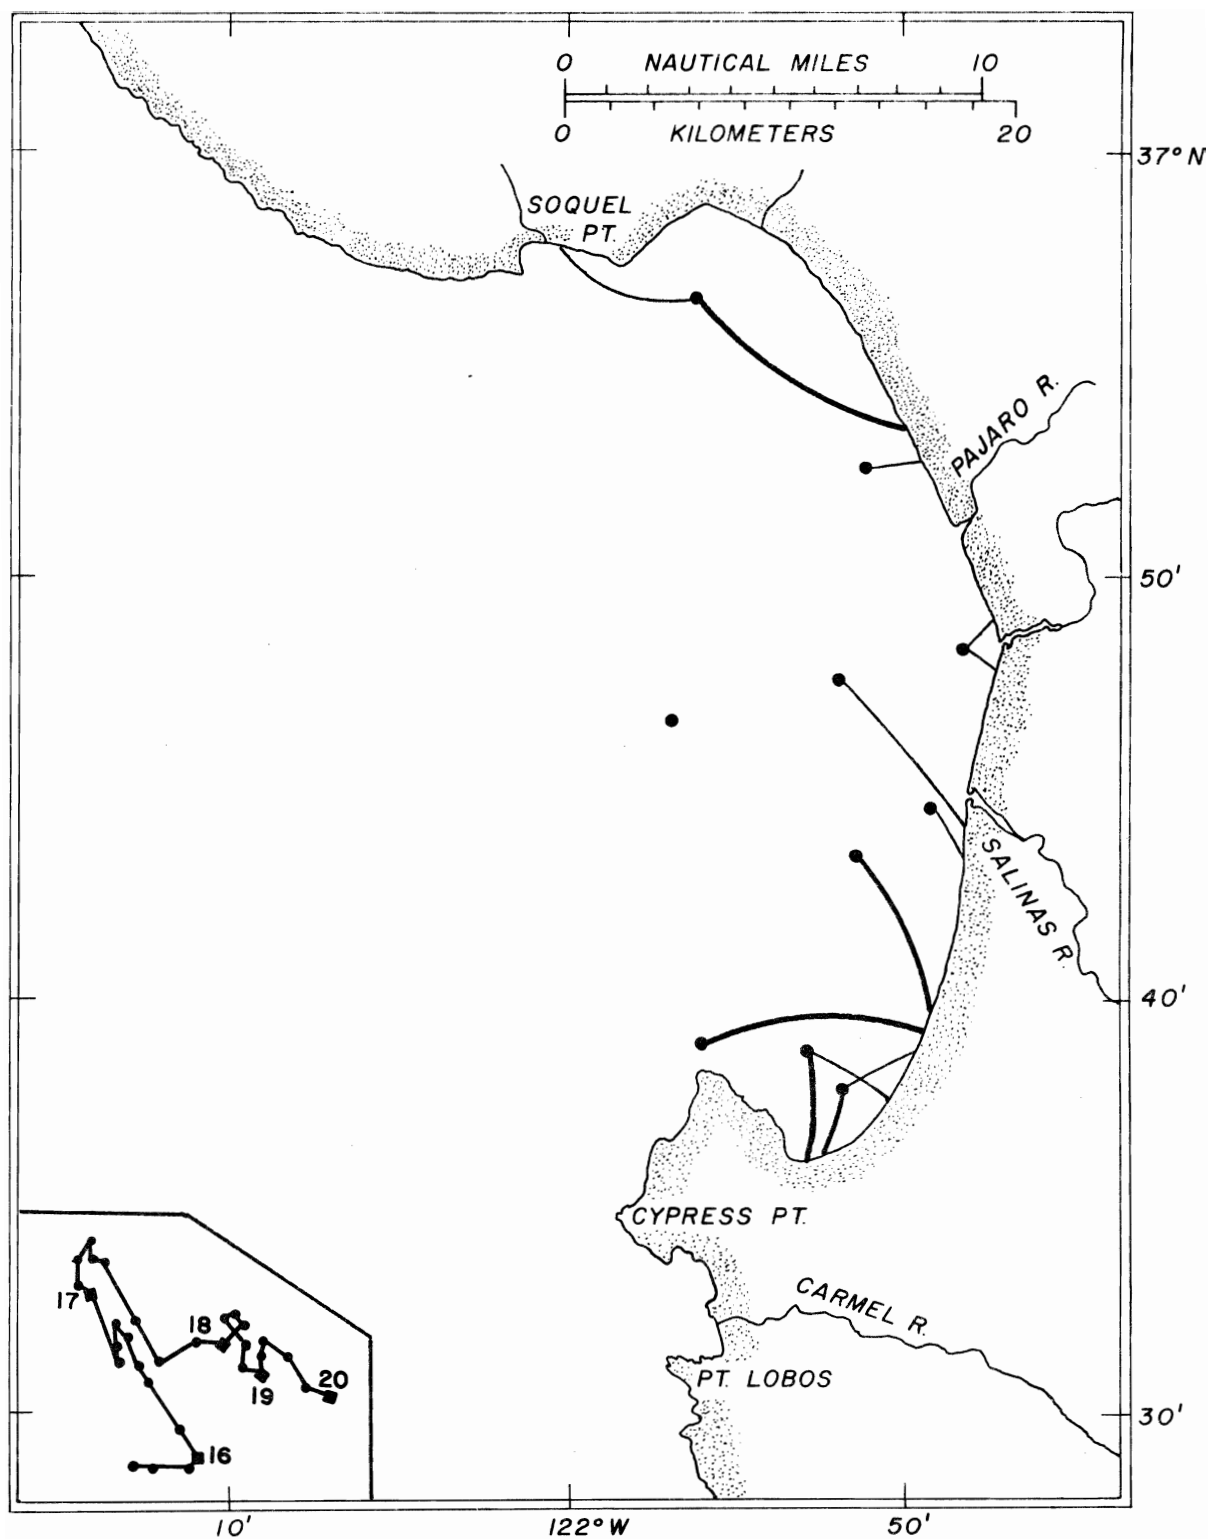 0 NAUTICAL MILES 10
0 KILOMETERS 20
37° N
SOQUEL
PT.
PAJARO R.
50'
SALINAS R.
40'
CYPRESS PT.
CARMEL R.
17
18
19
20
PT. LOBOS
30'
16
10' 122° W 50'